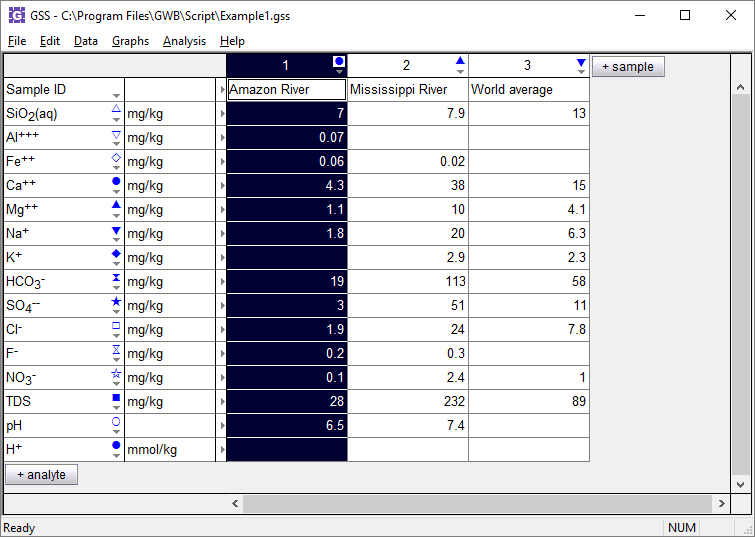 GSS - C:\Program Files\GWB\Script\Example1.gss
File Edit Data Graphs Analysis Help
1 2 3 + sample
Sample ID Amazon River Mississippi River World average
SiO2(aq) mg/kg 7 7.9 13
Al+++ mg/kg 0.07
Fe++ mg/kg 0.06 0.02
Ca++ mg/kg 4.3 38 15
Mg++ mg/kg 1.1 10 4.1
Na+ mg/kg 1.8 20 6.3
K+ mg/kg 2.9 2.3
HCO3- mg/kg 19 113 58
SO4-- mg/kg 3 51 11
Cl- mg/kg 1.9 24 7.8
F- mg/kg 0.2 0.3
NO3- mg/kg 0.1 2.4 1
TDS mg/kg 28 232 89
pH 6.5 7.4
H+ mmol/kg
+ analyte
Ready NUM